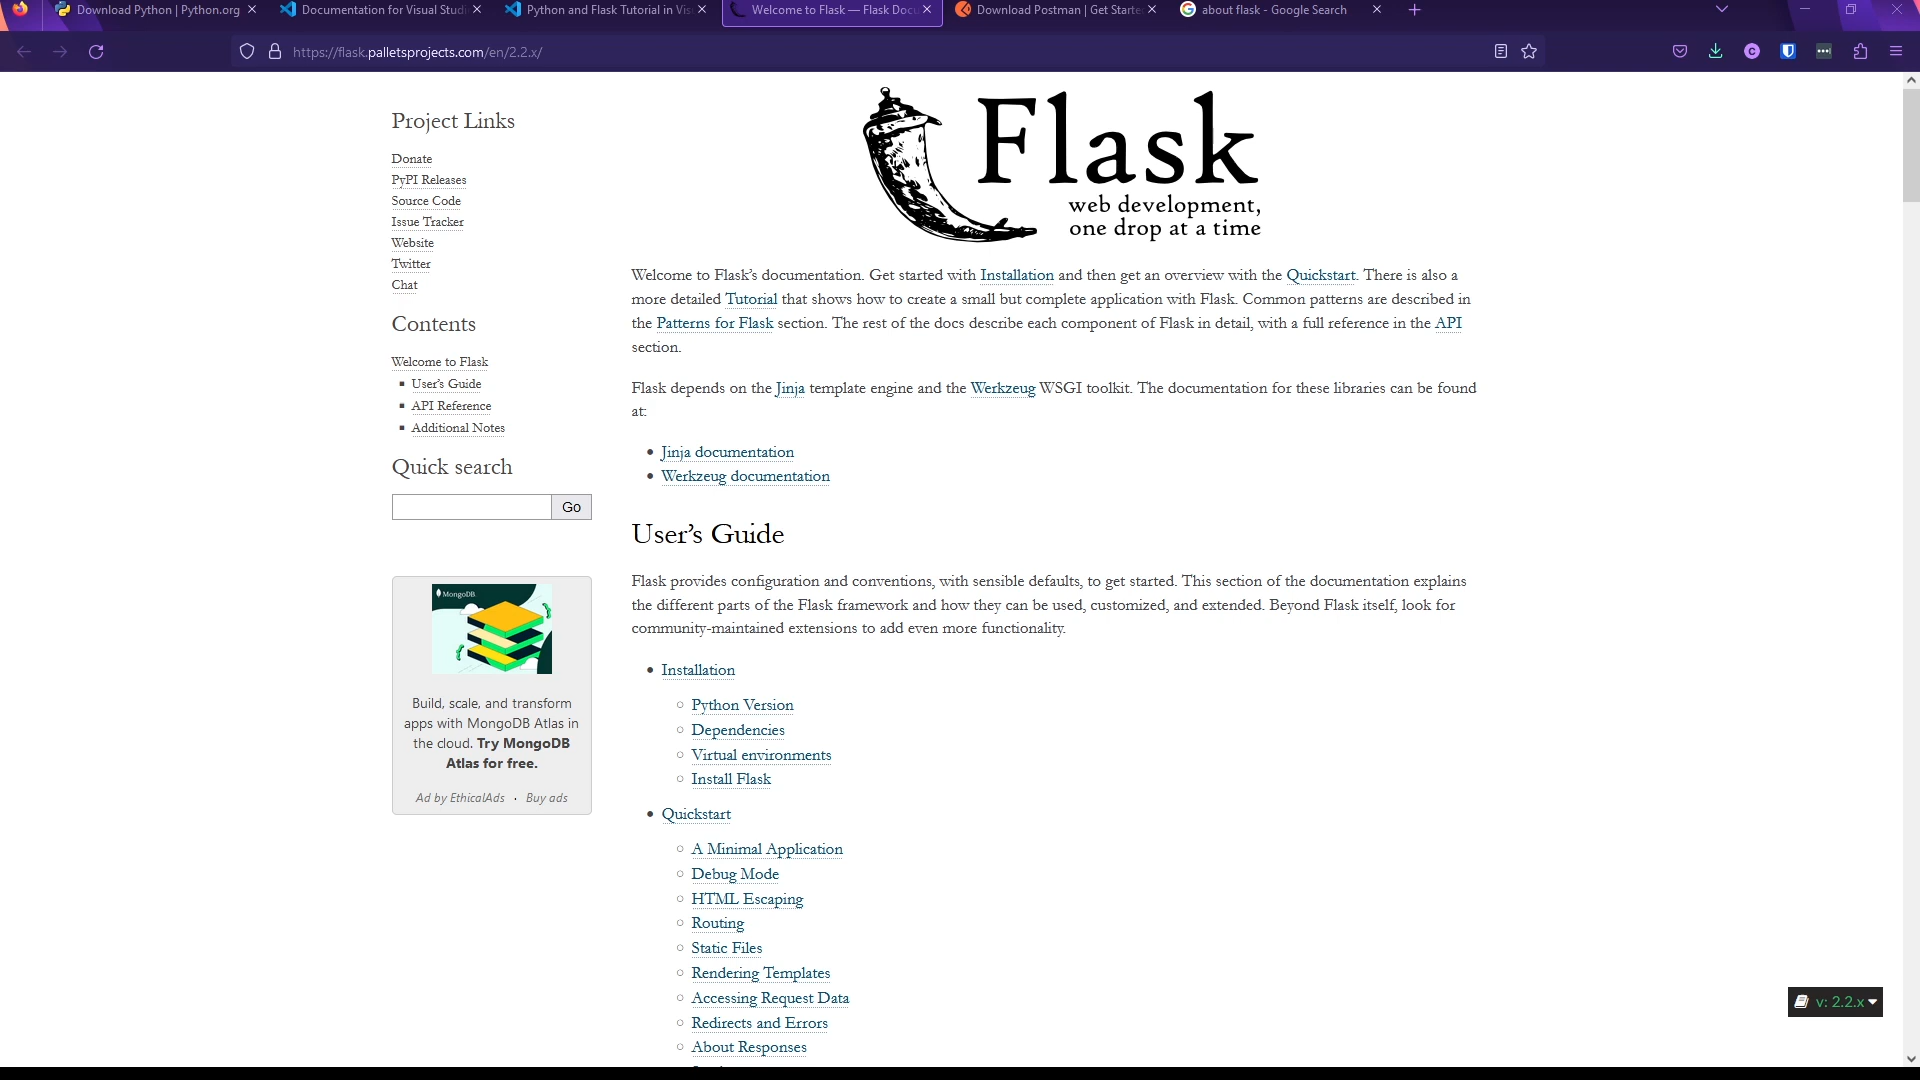 Download Python | Python.org
Documentation for Visual Studi
Python and Flask Tutorial in Vis
Welcome to Flask — Flask Docu
Download Postman | Get Starte
about flask - Google Search
https://flask.palletsprojects.com/en/2.2.x/
Project Links
Donate
PyPI Releases
Source Code
Issue Tracker
Website
Twitter
Chat
Contents
Welcome to Flask
User’s Guide
API Reference
Additional Notes
Quick search
Go
MongoDB
Build, scale, and transform
apps with MongoDB Atlas in
the cloud. Try MongoDB
Atlas for free.
Ad by EthicalAds · Buy ads
Flask
web development,
one drop at a time
Welcome to Flask’s documentation. Get started with Installation and then get an overview with the Quickstart. There is also a
more detailed Tutorial that shows how to create a small but complete application with Flask. Common patterns are described in
the Patterns for Flask section. The rest of the docs describe each component of Flask in detail, with a full reference in the API
section.
Flask depends on the Jinja template engine and the Werkzeug WSGI toolkit. The documentation for these libraries can be found
at:
Jinja documentation
Werkzeug documentation
User’s Guide
Flask provides configuration and conventions, with sensible defaults, to get started. This section of the documentation explains
the different parts of the Flask framework and how they can be used, customized, and extended. Beyond Flask itself, look for
community-maintained extensions to add even more functionality.
Installation
Python Version
Dependencies
Virtual environments
Install Flask
Quickstart
A Minimal Application
Debug Mode
HTML Escaping
Routing
Static Files
Rendering Templates
Accessing Request Data
Redirects and Errors
About Responses
v: 2.2.x